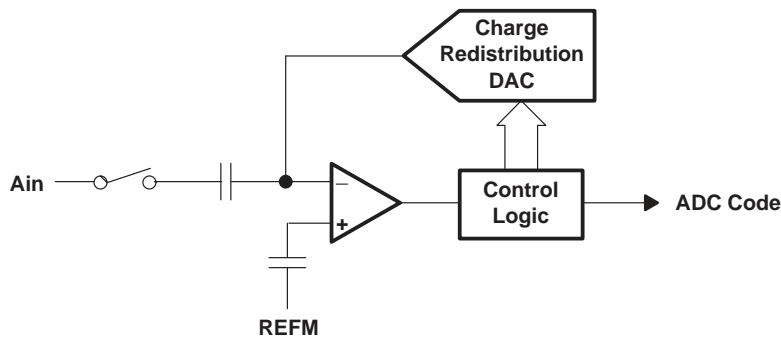 Charge
Redistribution
DAC
Ain
−
+
Control
Logic
ADC Code
REFM